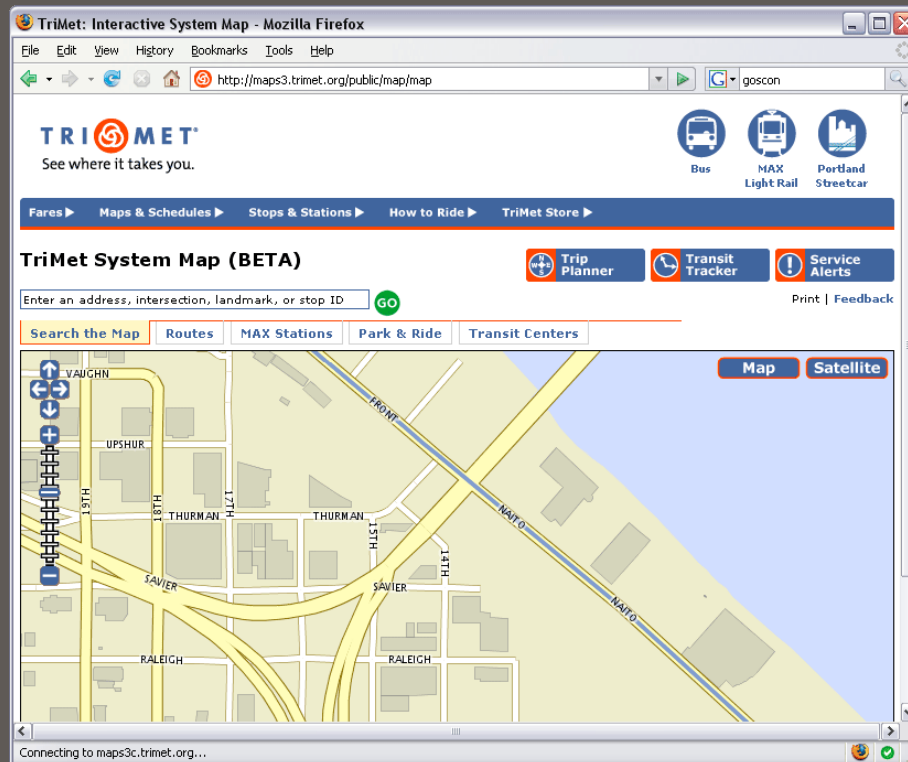 TriMet: Interactive System Map - Mozilla Firefox
File Edit View History Bookmarks Tools Help
http://maps3.trimet.org/public/map/map
G goscon
TRI MET
See where it takes you.
Bus
MAX
Light Rail
Portland
Streetcar
Fares Maps & Schedules Stops & Stations How to Ride TriMet Store
TriMet System Map (BETA)
N
W E
S
Trip
Planner
Transit
Tracker
!
Service
Alerts
Enter an address, intersection, landmark, or stop ID GO
Print | Feedback
Search the Map Routes MAX Stations Park & Ride Transit Centers
Map Satellite
VAUGHN
FRONT
UPSHUR
19TH
18TH
17TH
THURMAN
THURMAN
15TH
NAITO
14TH
SAVIER
SAVIER
NAITO
RALEIGH
RALEIGH
Connecting to maps3c.trimet.org...